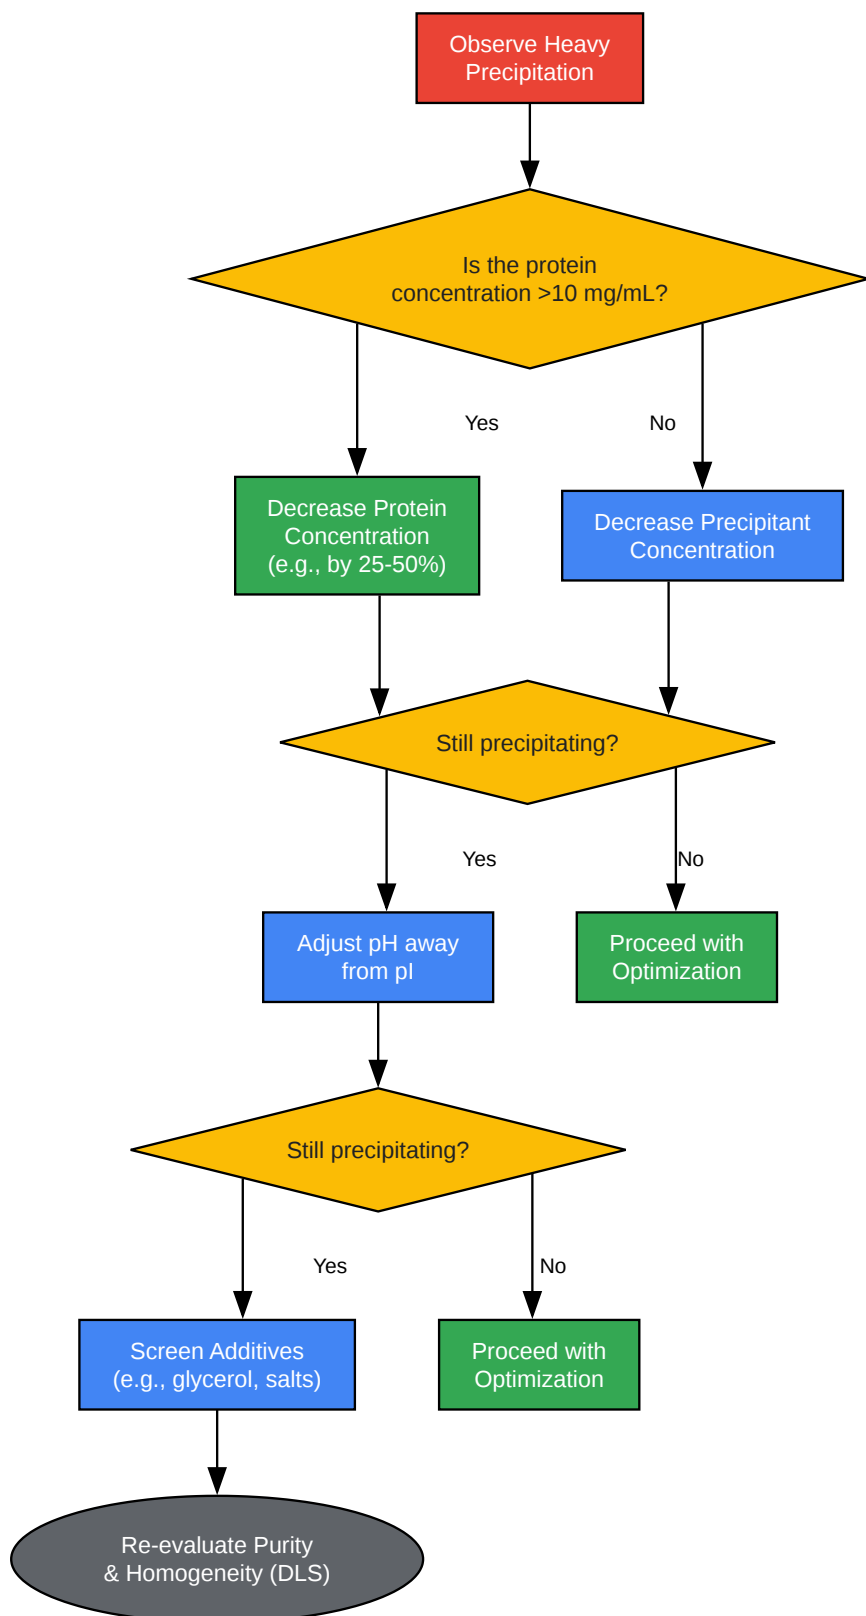 Observe Heavy
Precipitation
Is the protein
concentration >10 mg/mL?
Yes
No
Decrease Protein
Concentration
(e.g., by 25-50%)
Decrease Precipitant
Concentration
Still precipitating?
Yes
No
Adjust pH away
from pI
Proceed with
Optimization
Still precipitating?
Yes
No
Screen Additives
(e.g., glycerol, salts)
Proceed with
Optimization
Re-evaluate Purity
& Homogeneity (DLS)